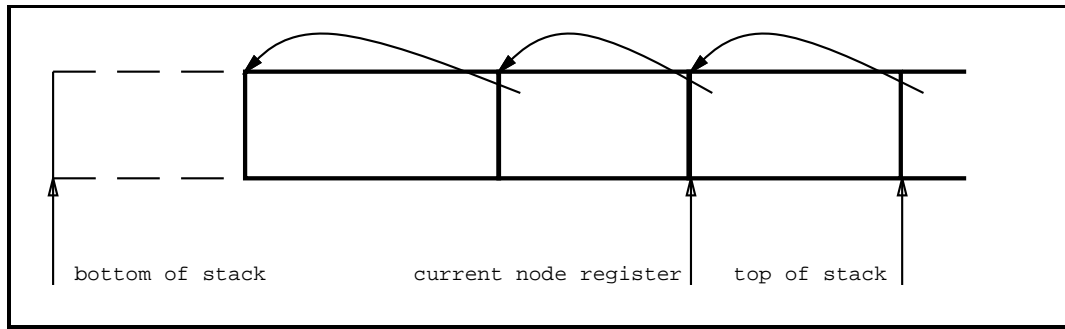 bottom of stack
current node register
top of stack